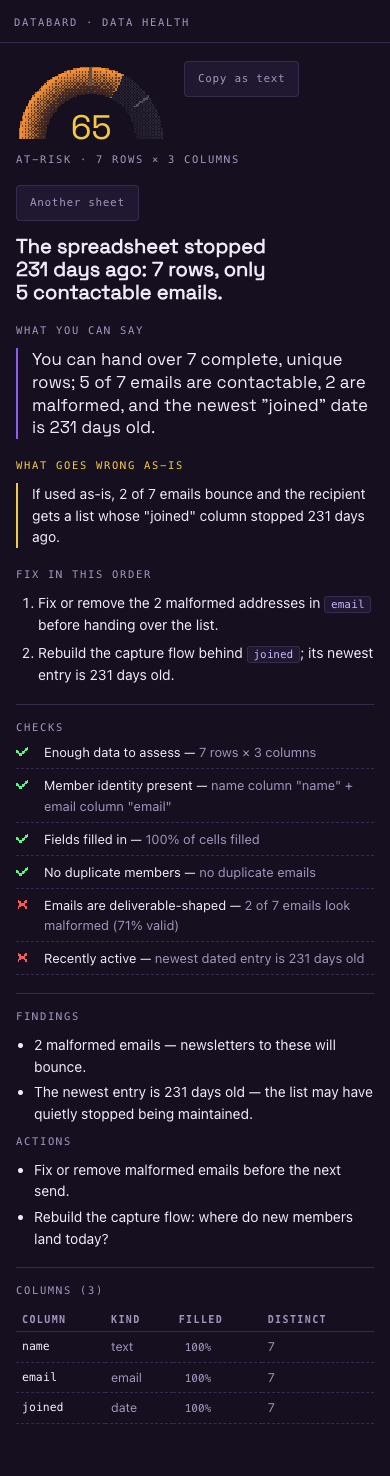 DATABARD · DATA HEALTH
65
Copy as text
AT-RISK · 7 ROWS × 3 COLUMNS
Another sheet
The spreadsheet stopped
231 days ago: 7 rows, only
5 contactable emails.
WHAT YOU CAN SAY
You can hand over 7 complete, unique
rows; 5 of 7 emails are contactable, 2 are
malformed, and the newest "joined" date
is 231 days old.
WHAT GOES WRONG AS-IS
If used as-is, 2 of 7 emails bounce and the recipient
gets a list whose "joined" column stopped 231 days
ago.
FIX IN THIS ORDER
1. Fix or remove the 2 malformed addresses in email
before handing over the list.
2. Rebuild the capture flow behind joined; its newest
entry is 231 days old.
CHECKS
Enough data to assess — 7 rows × 3 columns
Member identity present — name column "name" +
email column "email"
Fields filled in — 100% of cells filled
No duplicate members — no duplicate emails
Emails are deliverable-shaped — 2 of 7 emails look
malformed (71% valid)
Recently active — newest dated entry is 231 days old
FINDINGS
• 2 malformed emails — newsletters to these will
bounce.
• The newest entry is 231 days old — the list may have
quietly stopped being maintained.
ACTIONS
• Fix or remove malformed emails before the next
send.
• Rebuild the capture flow: where do new members
land today?
COLUMNS (3)
COLUMN KIND FILLED DISTINCT
name text 100% 7
email email 100% 7
joined date 100% 7